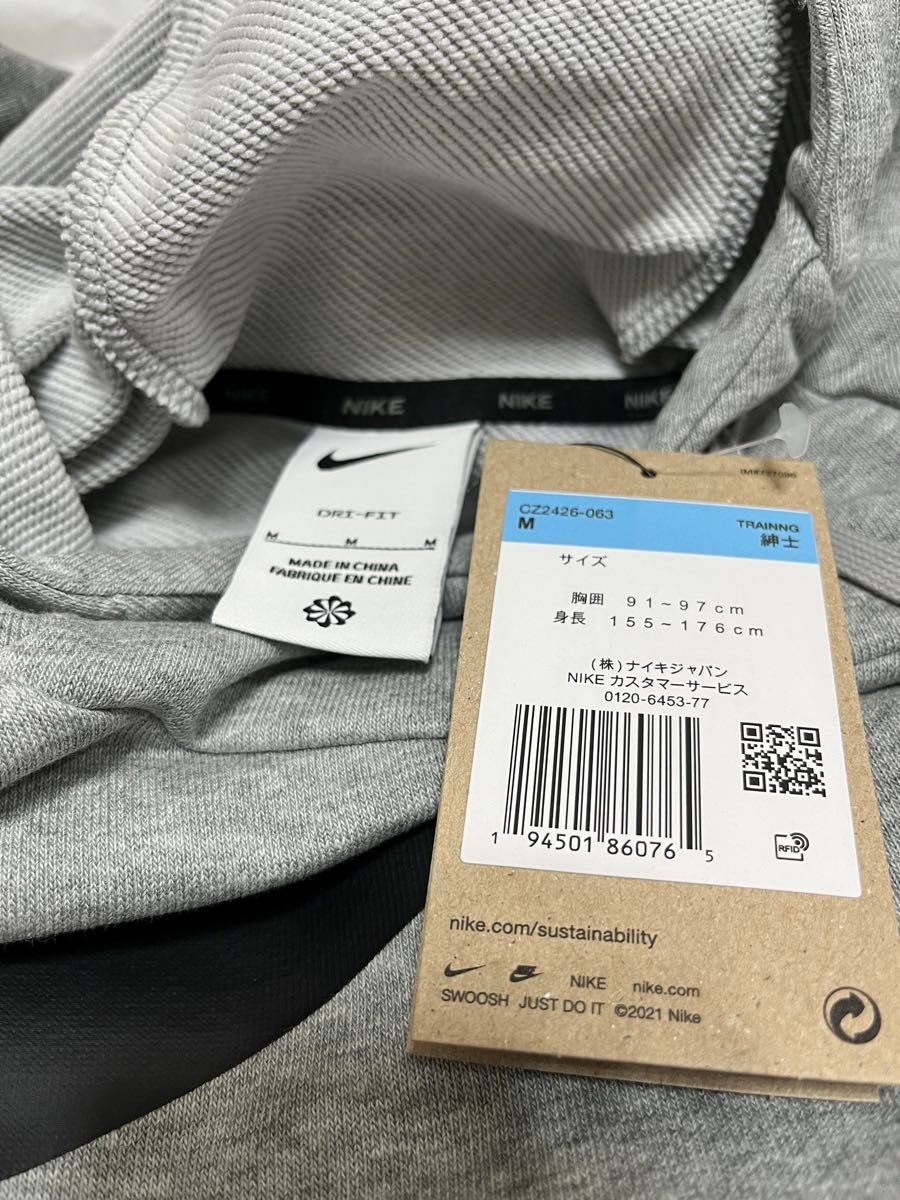 NIKE
NIKE
NIKE
NIKE
DRI-FIT
M M M
MADE IN CHINA
FABRIQUE EN CHINE
CZ2426-063
M
TRAINNG
紳士
サイズ
胸囲 91~97cm
身長 155~176cm
(株)ナイキジャパン
NIKE カスタマーサービス
0120-6453-77
1 94501 86076 5
RFID
nike.com/sustainability
NIKE nike.com
SWOOSH JUST DO IT ©2021 Nike